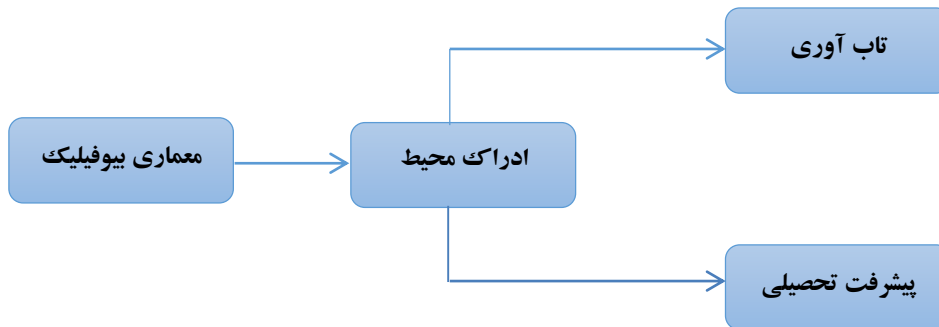 تاب آوری
معماری بیوفیلیک
ادراک محیط
پیشرفت تحصیلی